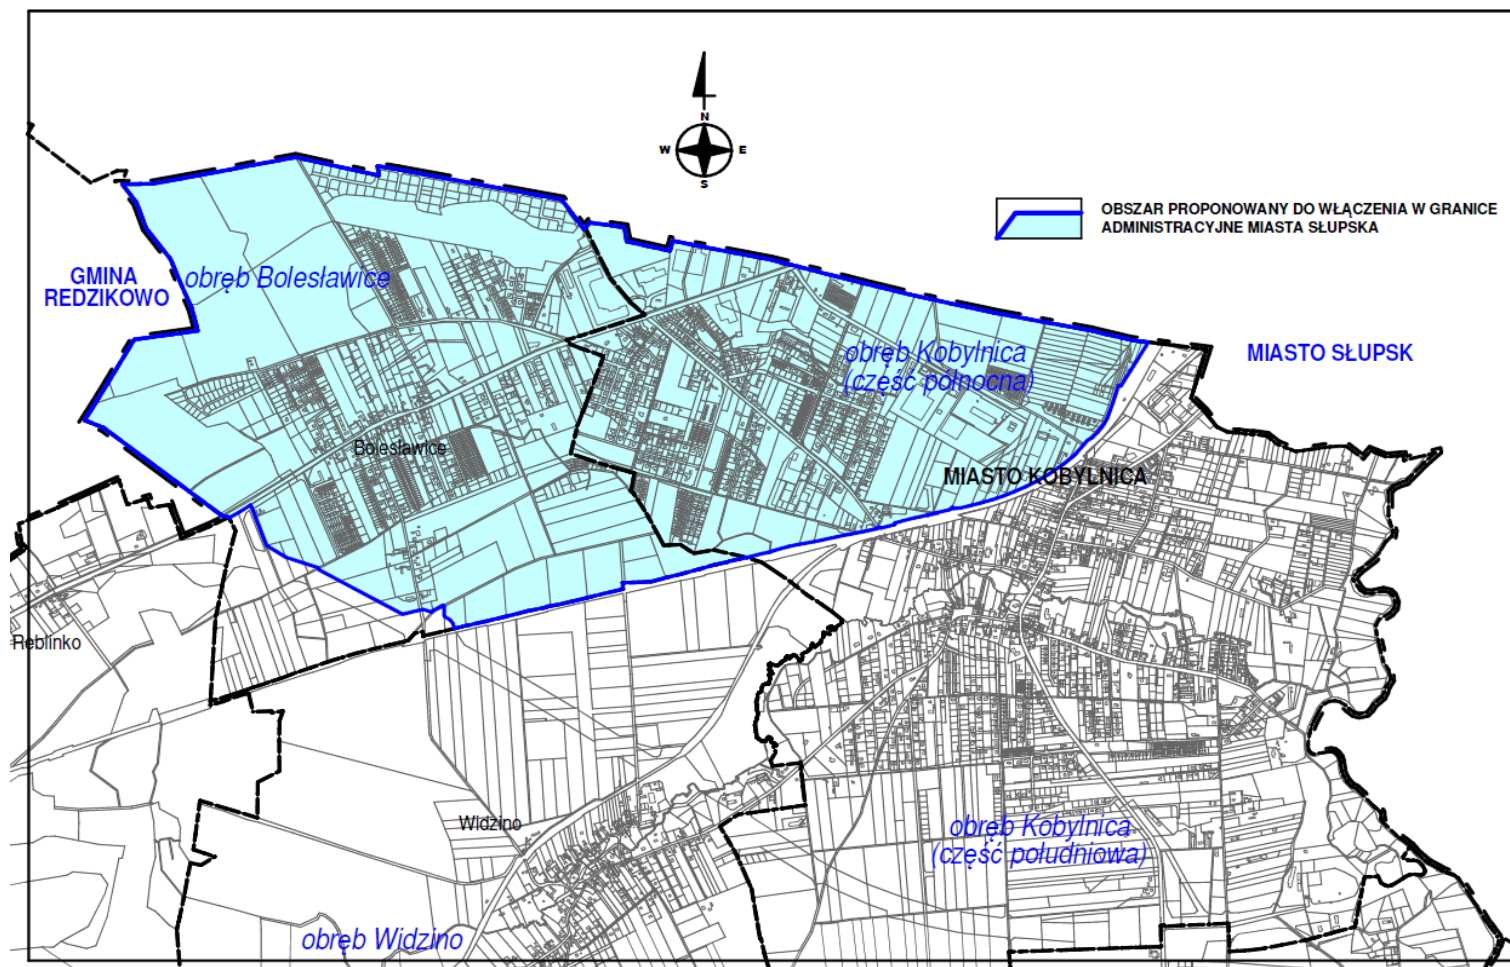 N
W E
S
OBSZAR PROPONOWANY DO WŁĄCZENIA W GRANICE
ADMINISTRACYJNE MIASTA SŁUPSKA
GMINA
REDZIKOWO
obręb Bolesławice
obręb Kobylnica
(część północna)
MIASTO SŁUPSK
Bolesławice
MIASTO KOBYLNICA
Reblinko
Widzino
obręb Kobylnica
(część południowa)
obręb Widzino